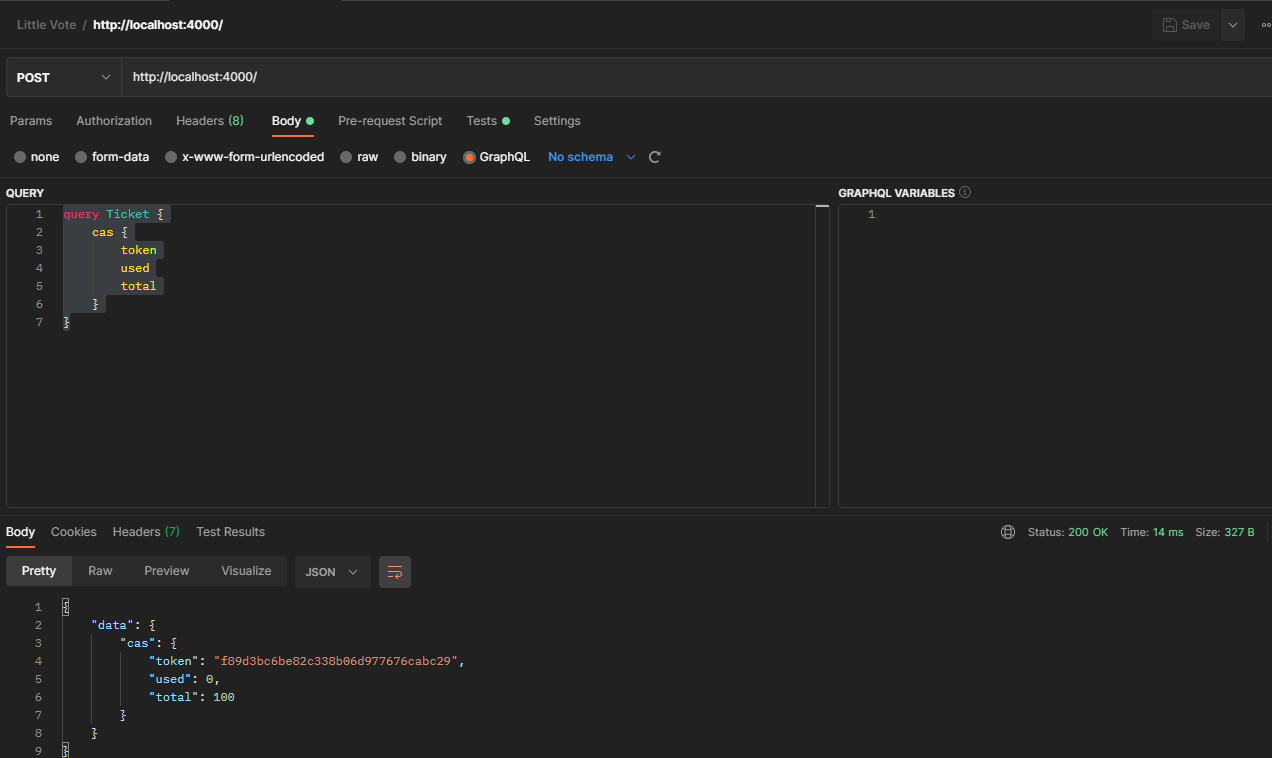 Little Vote / http://localhost:4000/
Save
POST http://localhost:4000/
Params Authorization Headers (8) Body Pre-request Script Tests Settings
none form-data x-www-form-urlencoded raw binary GraphQL No schema
QUERY
1 query Ticket {
2 cas {
3 token
4 used
5 total
6 }
7 }
GRAPHQL VARIABLES
1
Body Cookies Headers (7) Test Results
Status: 200 OK Time: 14 ms Size: 327 B
Pretty Raw Preview Visualize JSON
1 {
2 "data": {
3 "cas": {
4 "token": "f89d3bc6be82c338b06d977676cabc29",
5 "used": 0,
6 "total": 100
7 }
8 }
9 }